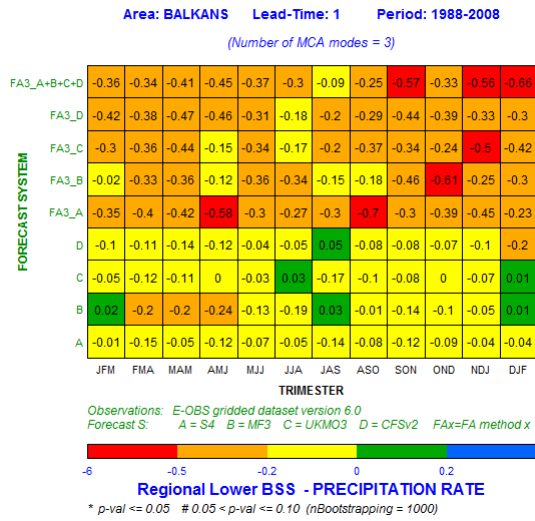 Area: BALKANS Lead-Time: 1 Period: 1988-2008
(Number of MCA modes = 3)
FORECAST SYSTEM
FA3_A+B+C+D -0.36 -0.34 -0.41 -0.45 -0.37 -0.3 -0.09 -0.25 -0.57 -0.33 -0.56 -0.66
FA3_D -0.42 -0.38 -0.47 -0.46 -0.31 -0.18 -0.2 -0.29 -0.44 -0.39 -0.33 -0.3
FA3_C -0.3 -0.36 -0.44 -0.15 -0.34 -0.17 -0.2 -0.37 -0.34 -0.24 -0.5 -0.42
FA3_B -0.02 -0.33 -0.36 -0.12 -0.36 -0.34 -0.15 -0.18 -0.46 -0.61 -0.25 -0.3
FA3_A -0.35 -0.4 -0.42 -0.58 -0.3 -0.27 -0.3 -0.7 -0.3 -0.39 -0.45 -0.23
D -0.1 -0.11 -0.14 -0.12 -0.04 -0.05 0.05 -0.08 -0.08 -0.07 -0.1 -0.2
C -0.05 -0.12 -0.11 0 -0.03 0.03 -0.17 -0.1 -0.08 0 -0.07 0.01
B 0.02 -0.2 -0.2 -0.24 -0.13 -0.19 0.03 -0.01 -0.14 -0.1 -0.05 0.01
A -0.01 -0.15 -0.05 -0.12 -0.07 -0.05 -0.14 -0.08 -0.12 -0.09 -0.04 -0.04
JFM FMA MAM AMJ MJJ JJA JAS ASO SON OND NDJ DJF
TRIMESTER
Observations: E-OBS gridded dataset version 6.0
Forecast S: A = S4 B = MF3 C = UKMO3 D = CFSv2 FAx=FA method x
-6 -0.5 -0.2 0 0.2
Regional Lower BSS - PRECIPITATION RATE
* p-val <= 0.05 # 0.05 < p-val <= 0.10 (nBootstrapping = 1000)